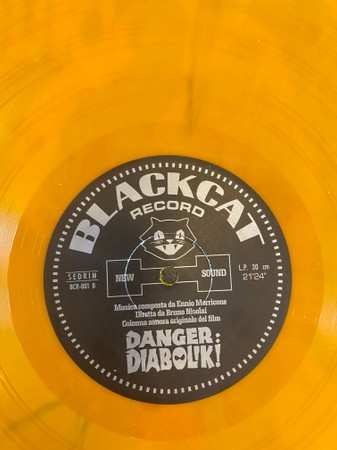 BLACKCAT
RECORD
SEDRIM
BCR-001 B
NEW
SOUND
L.P. 30 cm
21'24"
Musica composta da Ennio Morricone
Diretta da Bruno Nicolai
Colonna sonora originale del film
DANGER:
DIABOLIK!